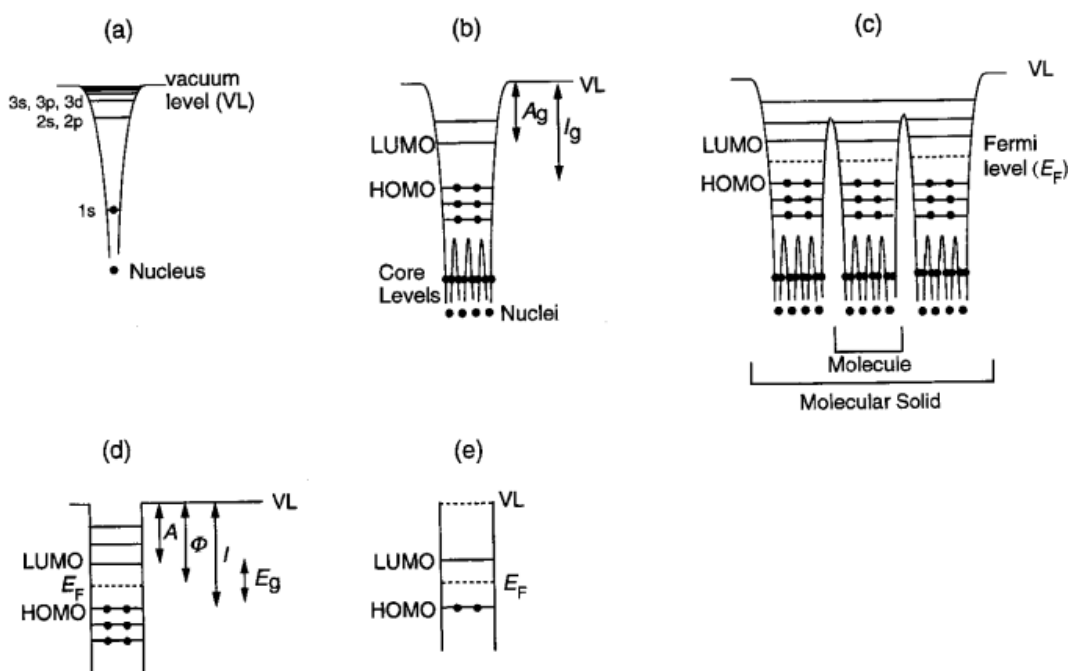 (a)
vacuum
level (VL)
3s, 3p, 3d
2s, 2p
1s
Nucleus
(b)
VL
Ag
Ig
LUMO
HOMO
Core
Levels
Nuclei
(c)
VL
LUMO
Fermi
level (EF)
HOMO
Molecule
Molecular Solid
(d)
VL
A
Φ
I
LUMO
EF
Eg
HOMO
(e)
VL
LUMO
EF
HOMO